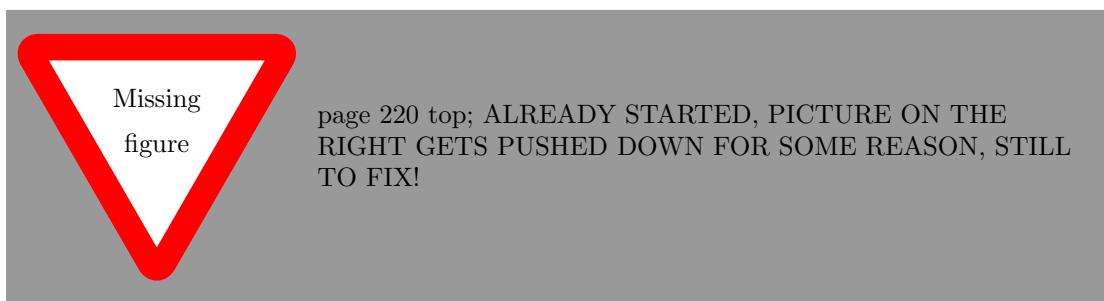 Missing
figure
page 220 top; ALREADY STARTED, PICTURE ON THE
RIGHT GETS PUSHED DOWN FOR SOME REASON, STILL
TO FIX!